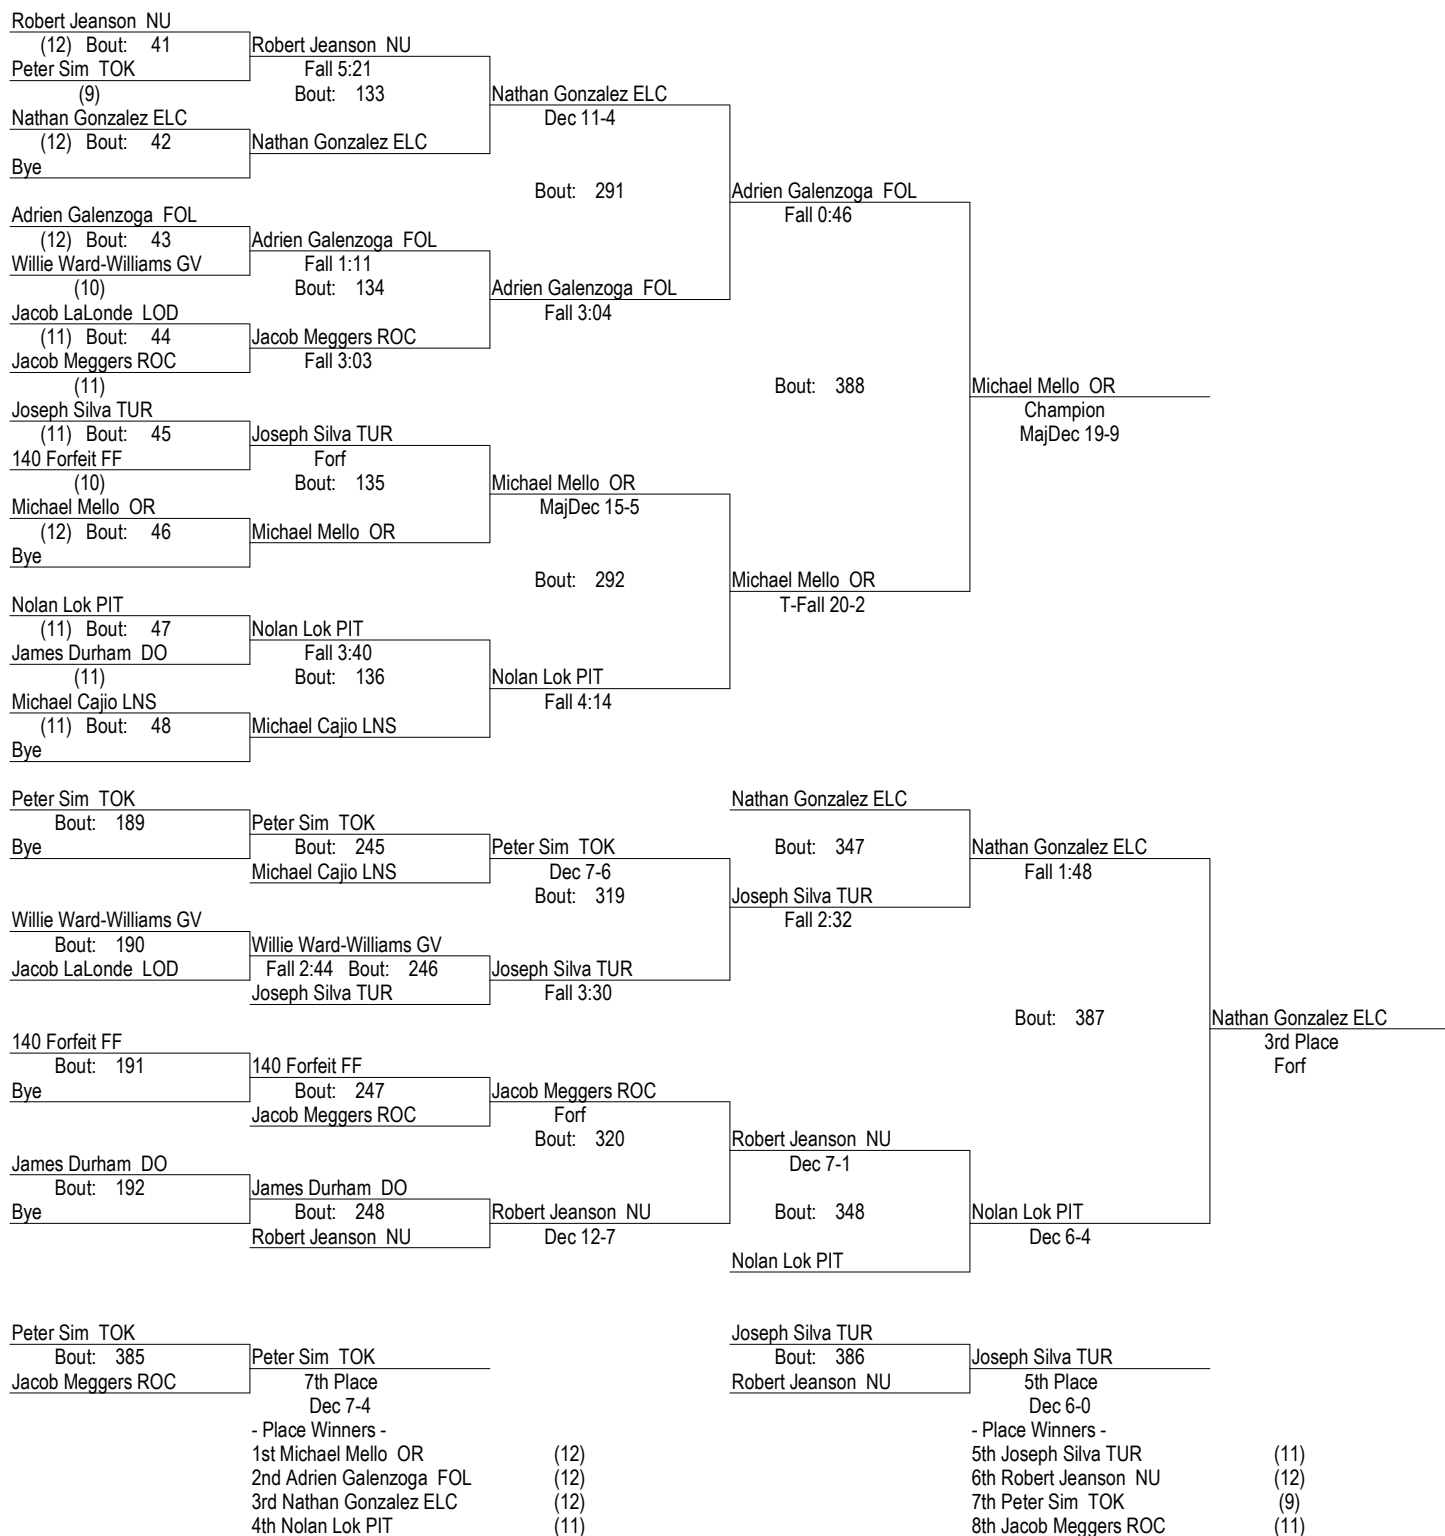 Robert Jeanson NU
(12) Bout: 41
Robert Jeanson NU
Peter Sim TOK
Fall 5:21
(9)
Bout: 133
Nathan Gonzalez ELC
Nathan Gonzalez ELC
Dec 11-4
(12) Bout: 42
Nathan Gonzalez ELC
Bye
Bout: 291
Adrien Galenzoga FOL
Adrien Galenzoga FOL
Fall 0:46
(12) Bout: 43
Adrien Galenzoga FOL
Willie Ward-Williams GV
Fall 1:11
(10)
Bout: 134
Adrien Galenzoga FOL
Jacob LaLonde LOD
Fall 3:04
(11) Bout: 44
Jacob Meggers ROC
Jacob Meggers ROC
Fall 3:03
(11)
Bout: 388
Michael Mello OR
Joseph Silva TUR
Champion
(11) Bout: 45
Joseph Silva TUR
MajDec 19-9
140 Forfeit FF
Forf
(10)
Bout: 135
Michael Mello OR
Michael Mello OR
MajDec 15-5
(12) Bout: 46
Michael Mello OR
Bye
Bout: 292
Michael Mello OR
Nolan Lok PIT
T-Fall 20-2
(11) Bout: 47
Nolan Lok PIT
James Durham DO
Fall 3:40
(11)
Bout: 136
Nolan Lok PIT
Michael Cajio LNS
Fall 4:14
(11) Bout: 48
Michael Cajio LNS
Bye
Peter Sim TOK
Nathan Gonzalez ELC
Bout: 189
Peter Sim TOK
Bye
Bout: 245
Peter Sim TOK
Bout: 347
Nathan Gonzalez ELC
Michael Cajio LNS
Dec 7-6
Fall 1:48
Bout: 319
Joseph Silva TUR
Willie Ward-Williams GV
Fall 2:32
Bout: 190
Willie Ward-Williams GV
Jacob LaLonde LOD
Fall 2:44 Bout: 246
Joseph Silva TUR
Joseph Silva TUR
Fall 3:30
Bout: 387
Nathan Gonzalez ELC
140 Forfeit FF
3rd Place
Bout: 191
140 Forfeit FF
Forf
Bye
Bout: 247
Jacob Meggers ROC
Jacob Meggers ROC
Forf
Bout: 320
Robert Jeanson NU
James Durham DO
Dec 7-1
Bout: 192
James Durham DO
Bye
Bout: 248
Robert Jeanson NU
Bout: 348
Nolan Lok PIT
Robert Jeanson NU
Dec 12-7
Dec 6-4
Nolan Lok PIT
Peter Sim TOK
Joseph Silva TUR
Bout: 385
Peter Sim TOK
Bout: 386
Joseph Silva TUR
Jacob Meggers ROC
7th Place
Robert Jeanson NU
5th Place
Dec 7-4
Dec 6-0
- Place Winners -
1st Michael Mello OR (12)
2nd Adrien Galenzoga FOL (12)
3rd Nathan Gonzalez ELC (12)
4th Nolan Lok PIT (11)
- Place Winners -
5th Joseph Silva TUR (11)
6th Robert Jeanson NU (12)
7th Peter Sim TOK (9)
8th Jacob Meggers ROC (11)